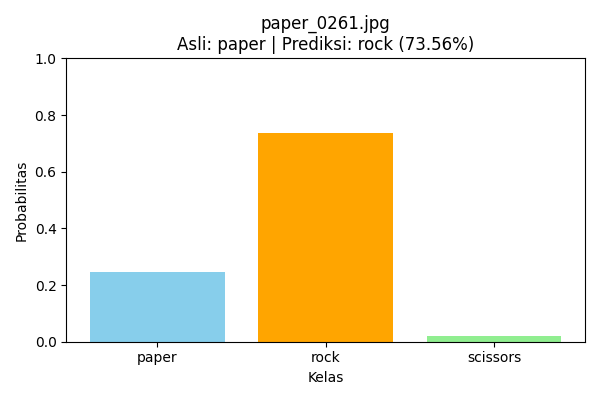 paper_0261.jpg
Asli: paper | Prediksi: rock (73.56%)
1.0
0.8
0.6
0.4
0.2
0.0
Probabilitas
paper
rock
scissors
Kelas